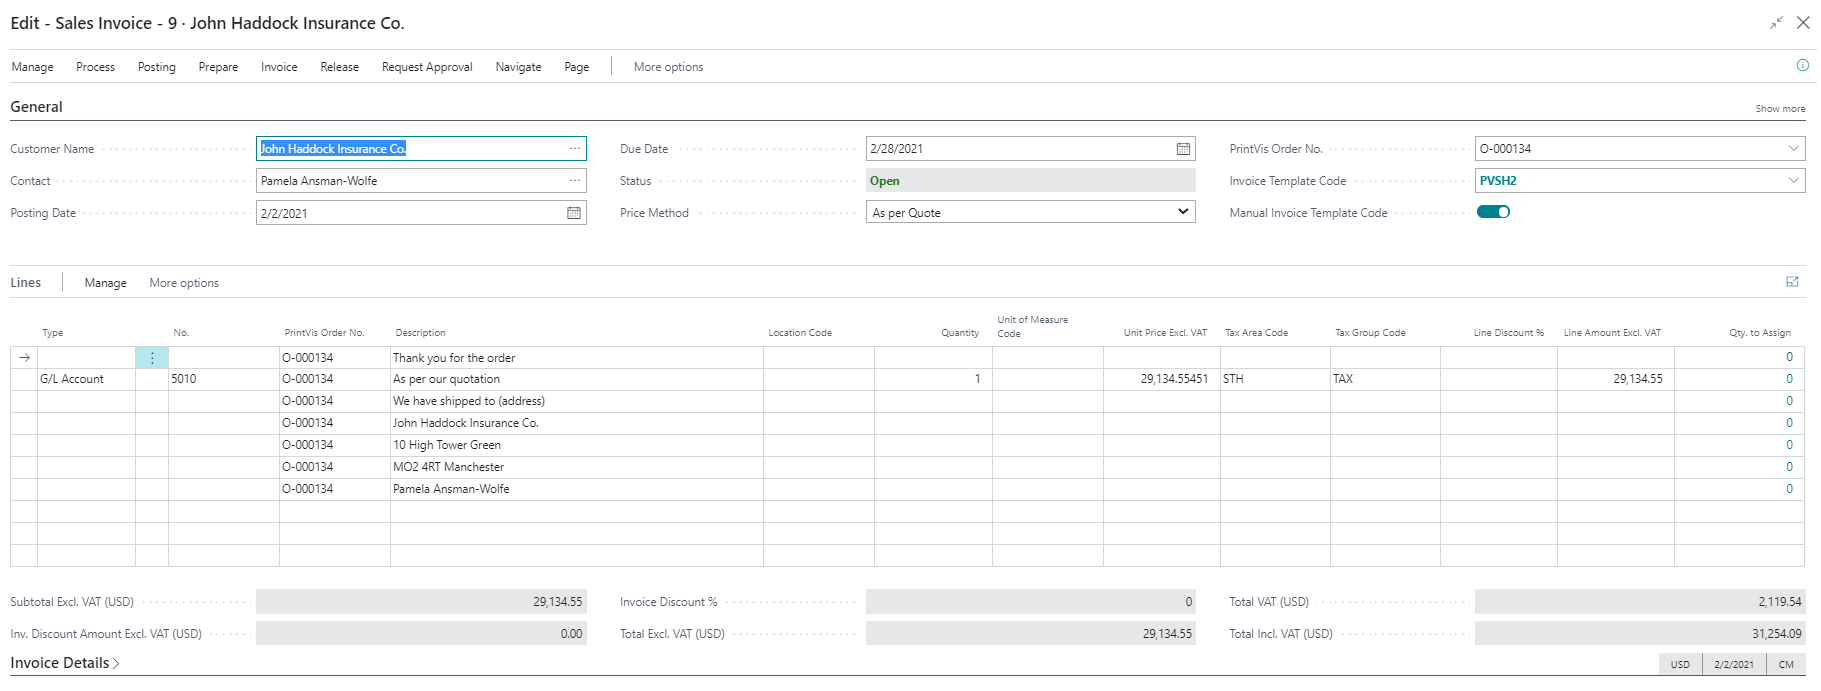 Edit - Sales Invoice - 9 · John Haddock Insurance Co.
Manage Process Posting Prepare Invoice Release Request Approval Navigate Page More options
General Show more
Customer Name John Haddock Insurance Co. Due Date 2/28/2021 PrintVis Order No. O-000134
Contact Pamela Ansman-Wolfe Status Open Invoice Template Code PVSH2
Posting Date 2/2/2021 Price Method As per Quote Manual Invoice Template Code
Lines Manage More options
Type No. PrintVis Order No. Description Location Code Quantity Unit of Measure Code Unit Price Excl. VAT Tax Area Code Tax Group Code Line Discount % Line Amount Excl. VAT Qty. to Assign
O-000134 Thank you for the order 0
G/L Account 5010 O-000134 As per our quotation 1 29,134.55451 STH TAX 29,134.55 0
O-000134 We have shipped to (address) 0
O-000134 John Haddock Insurance Co. 0
O-000134 10 High Tower Green 0
O-000134 MO2 4RT Manchester 0
O-000134 Pamela Ansman-Wolfe 0
Subtotal Excl. VAT (USD) 29,134.55 Invoice Discount % 0 Total VAT (USD) 2,119.54
Inv. Discount Amount Excl. VAT (USD) 0.00 Total Excl. VAT (USD) 29,134.55 Total Incl. VAT (USD) 31,254.09
Invoice Details USD 2/2/2021 CM